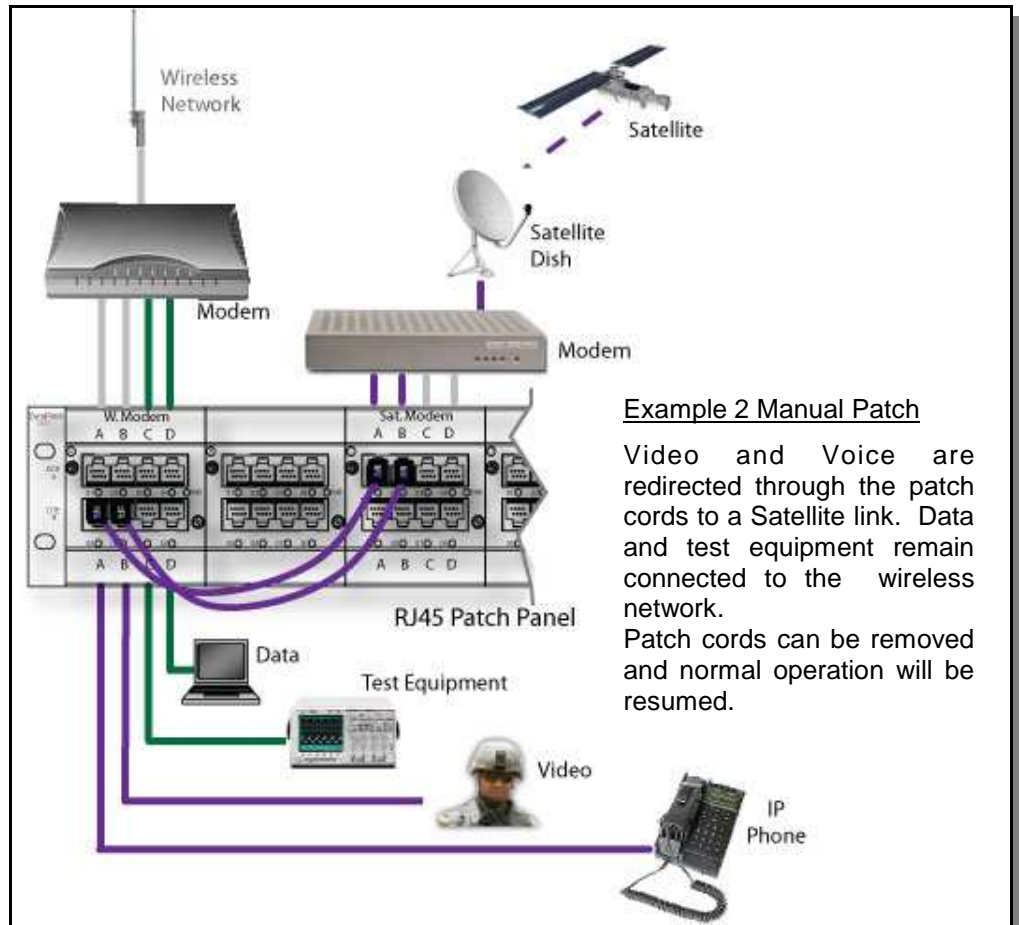 Wireless
Network
Satellite
Satellite
Dish
Modem
Modem
W. Modem
Sat. Modem
A B C D
A B C D
A B C D
A B C D
RJ45 Patch Panel
Data
Test Equipment
Video
IP
Phone
Example 2 Manual Patch
Video and Voice are
redirected through the patch
cords to a Satellite link. Data
and test equipment remain
connected to the wireless
network.
Patch cords can be removed
and normal operation will be
resumed.